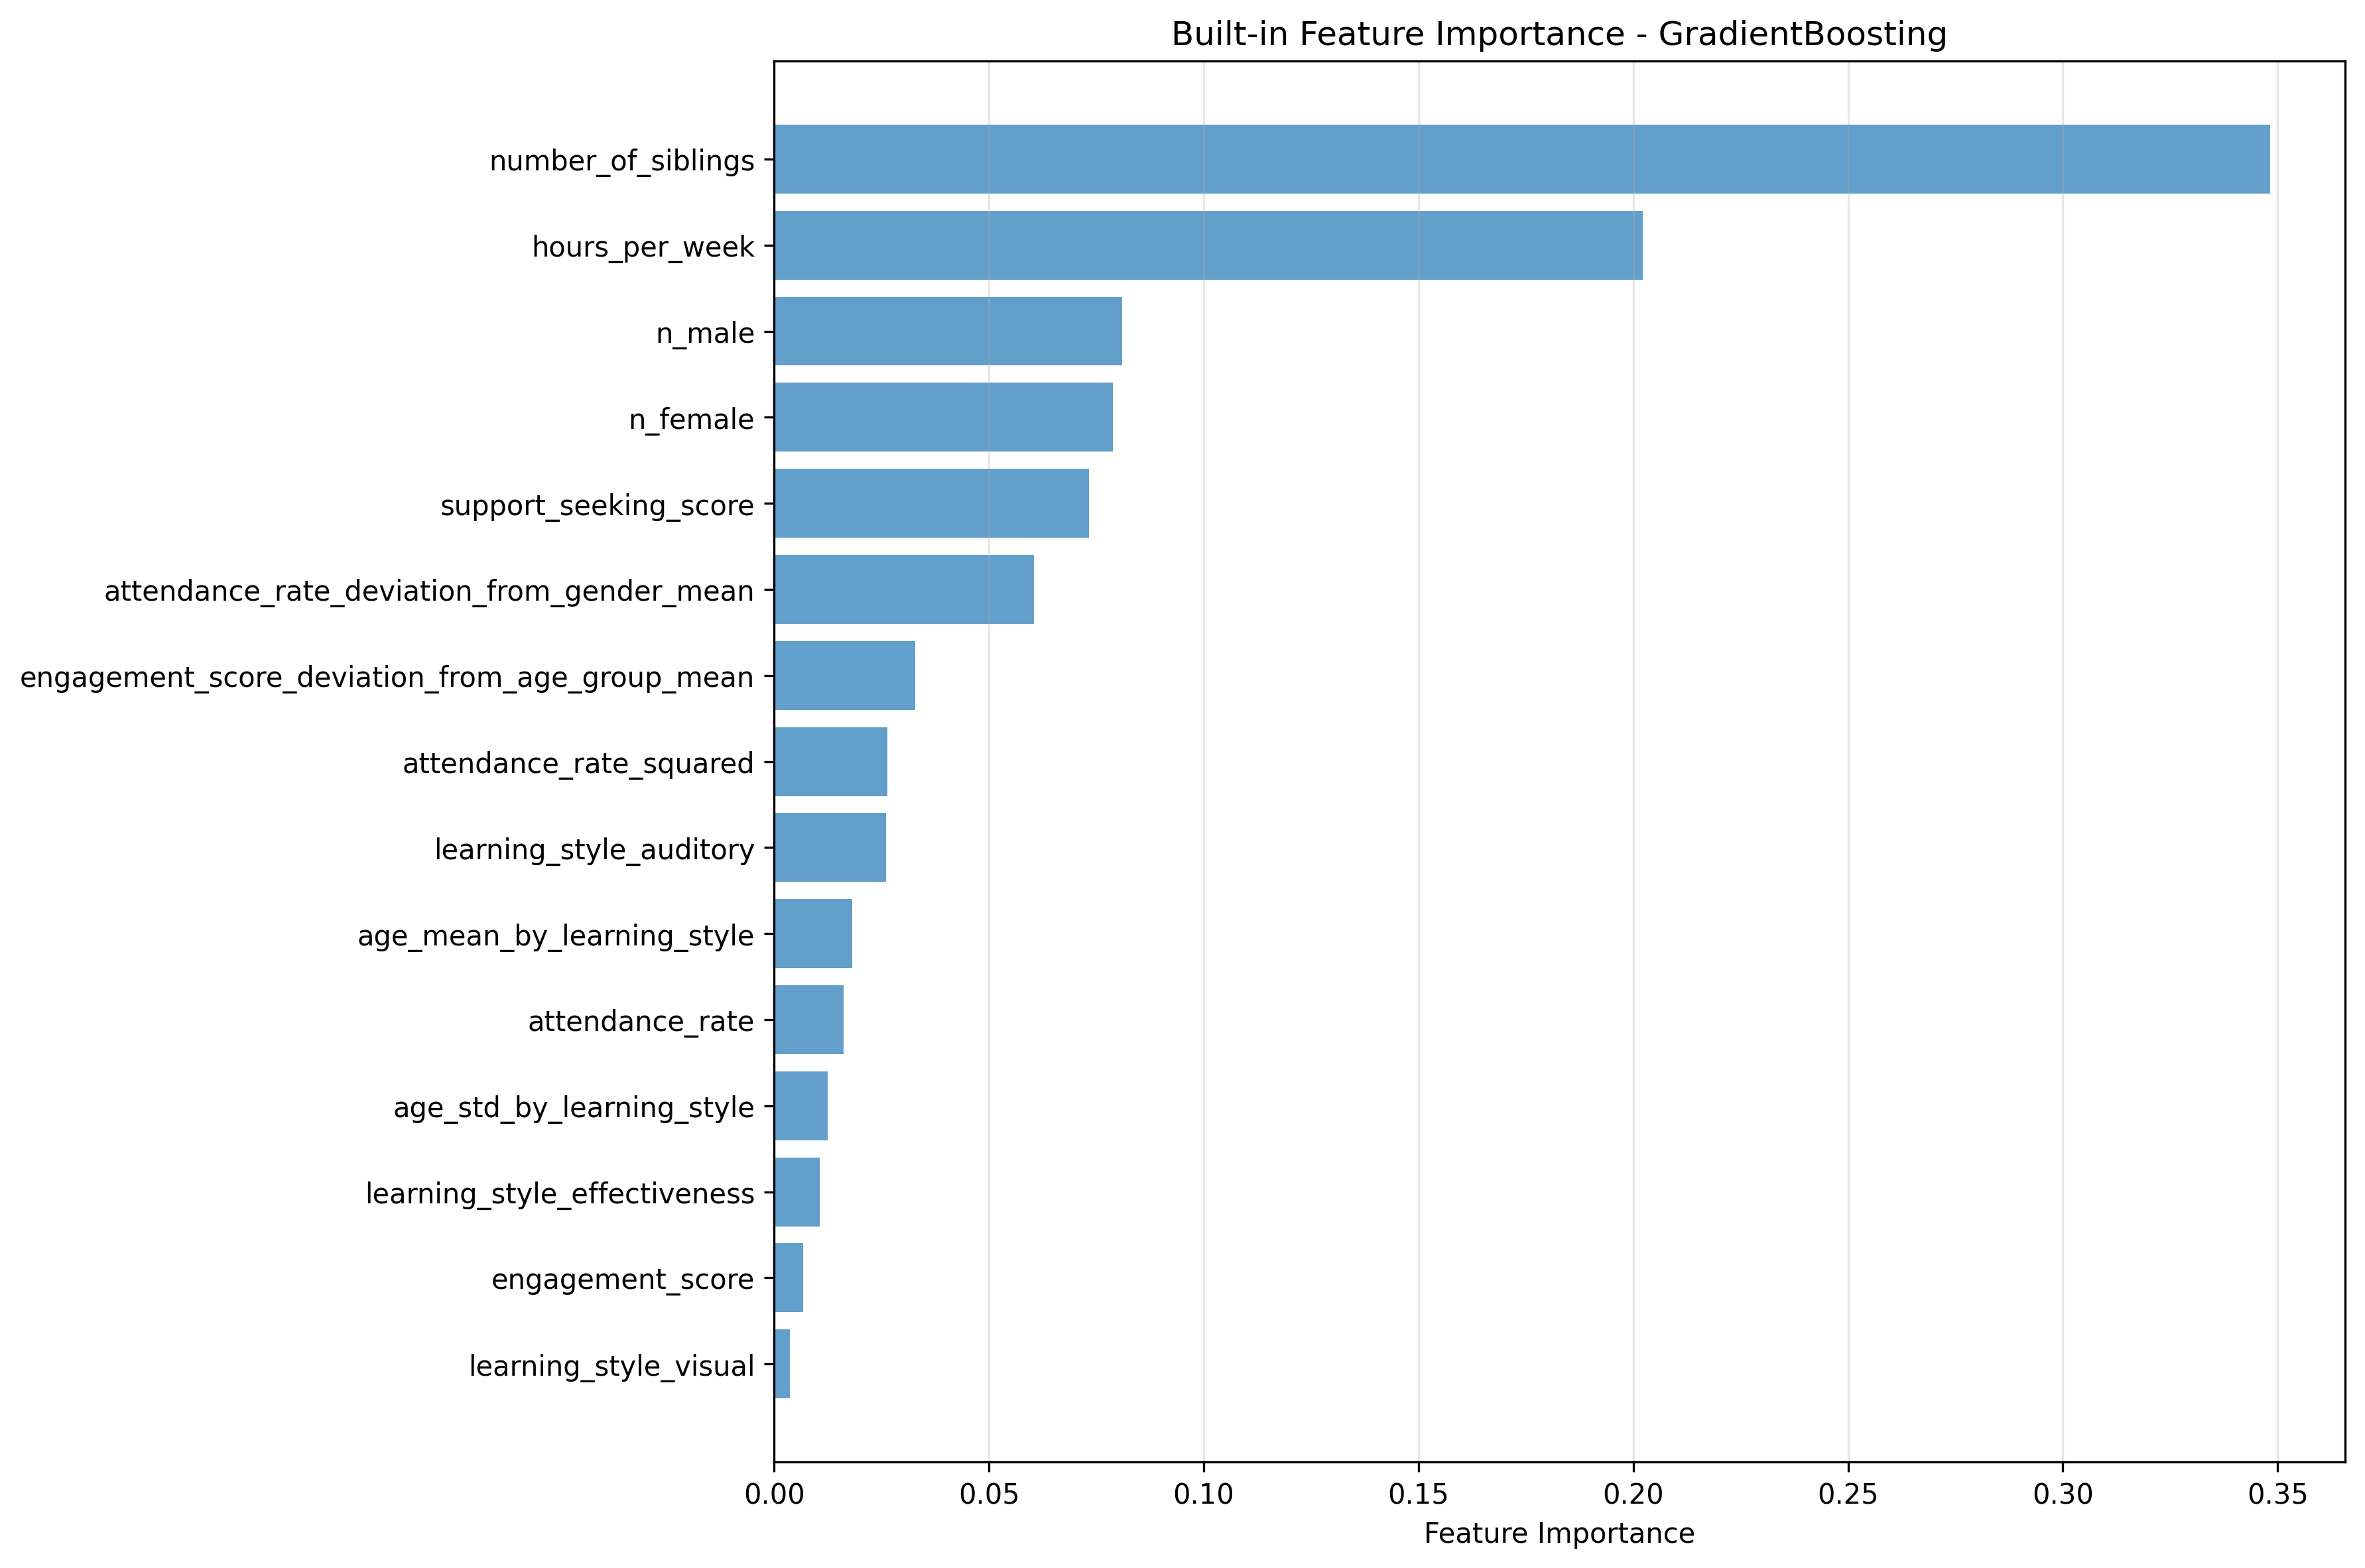 Built-in Feature Importance - GradientBoosting
number_of_siblings
hours_per_week
n_male
n_female
support_seeking_score
attendance_rate_deviation_from_gender_mean
engagement_score_deviation_from_age_group_mean
attendance_rate_squared
learning_style_auditory
age_mean_by_learning_style
attendance_rate
age_std_by_learning_style
learning_style_effectiveness
engagement_score
learning_style_visual
0.00 0.05 0.10 0.15 0.20 0.25 0.30 0.35
Feature Importance